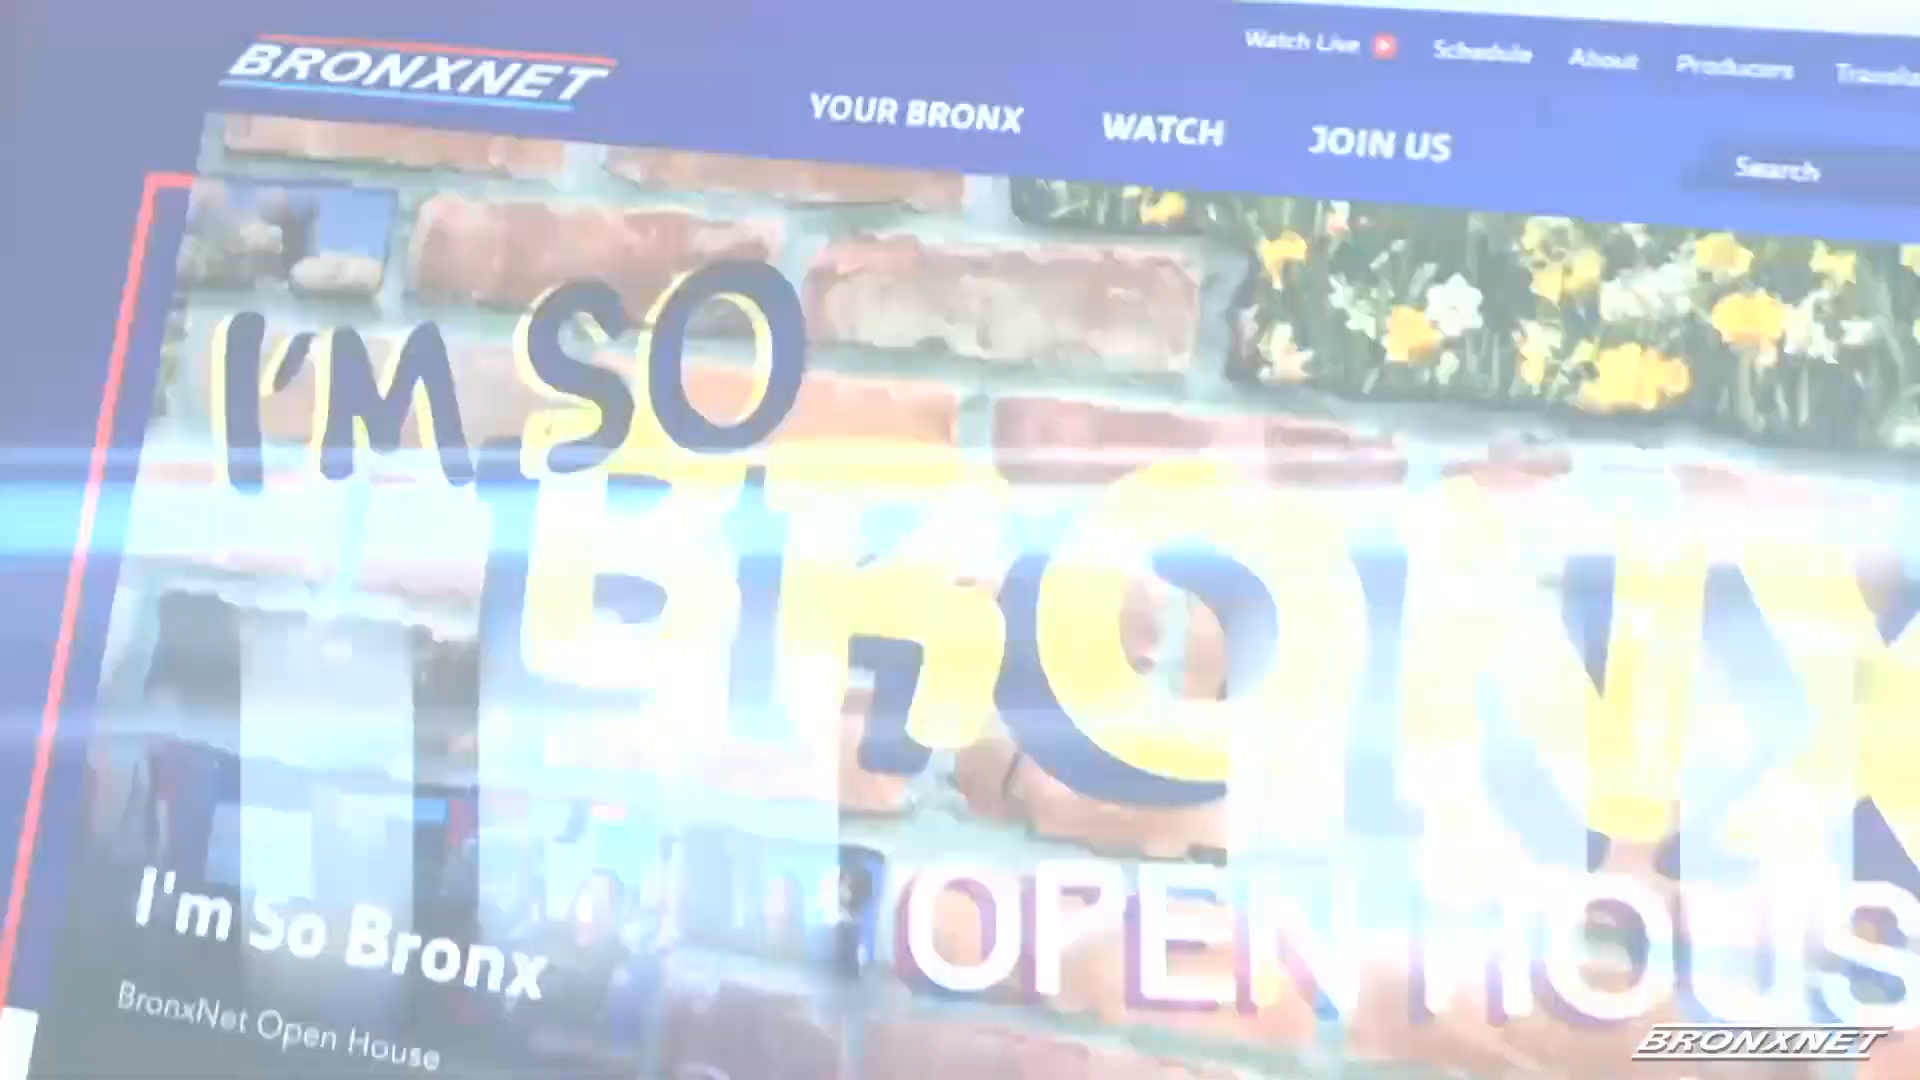 BRONXNET
Watch Live Schedule About Producers
YOUR BRONX WATCH JOIN US
Search
I'M SO
BRONX
OPEN HOUS
I'm So Bronx
BronxNet Open House
BRONXNET